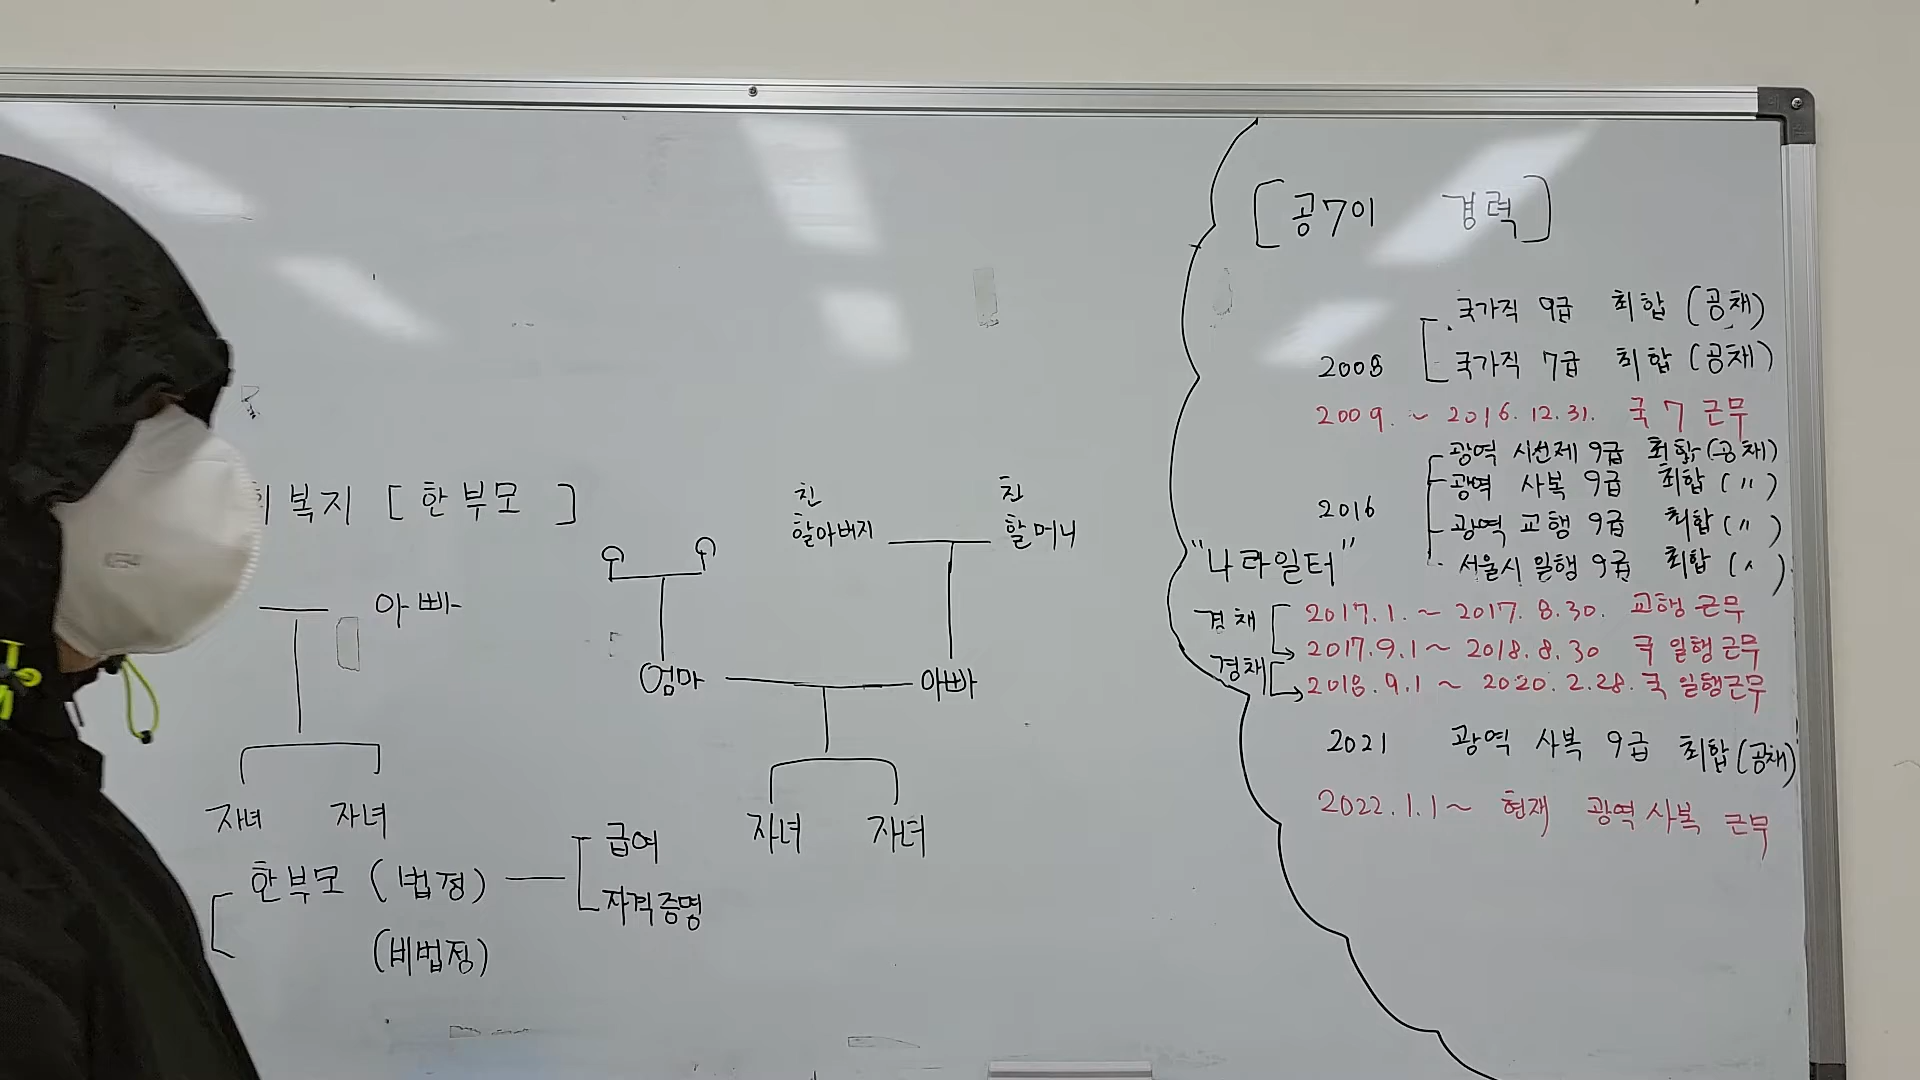 복지 [한부모]
아빠
자녀 자녀
한부모 (법정)
(비법정)
급여
자격증명
친
할아버지
친
할머니
엄마 아빠
자녀 자녀
[공7이 경력]
국가직 9급 최합 (공채)
2008
국가직 7급 최합 (공채)
2009. ~ 2016.12.31. 국7 근무
광역 시선제 9급 최합 (공채)
광역 사복 9급 최합 (〃)
2016
광역 교행 9급 최합 (〃)
서울시 일행 9급 최합 (〃)
"나라일터"
경채
2017.1. ~ 2017.8.30. 교행 근무
2017.9.1 ~ 2018.8.30 국 일행 근무
경채
2018.9.1 ~ 2020.2.28. 국 일행 근무
2021 광역 사복 9급 최합 (공채)
2022.1.1 ~ 현재 광역 사복 근무